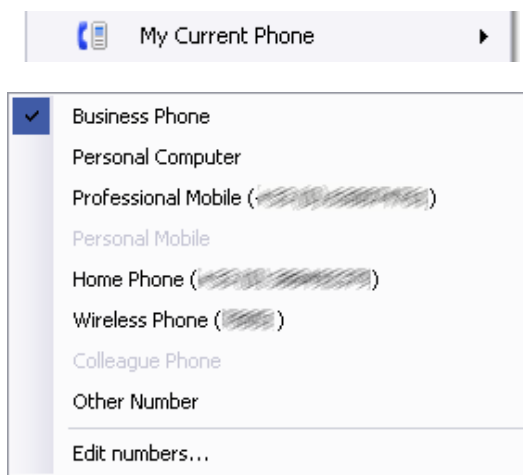 My Current Phone
Business Phone
Personal Computer
Professional Mobile ( )
Personal Mobile
Home Phone ( )
Wireless Phone ( )
Colleague Phone
Other Number
Edit numbers...